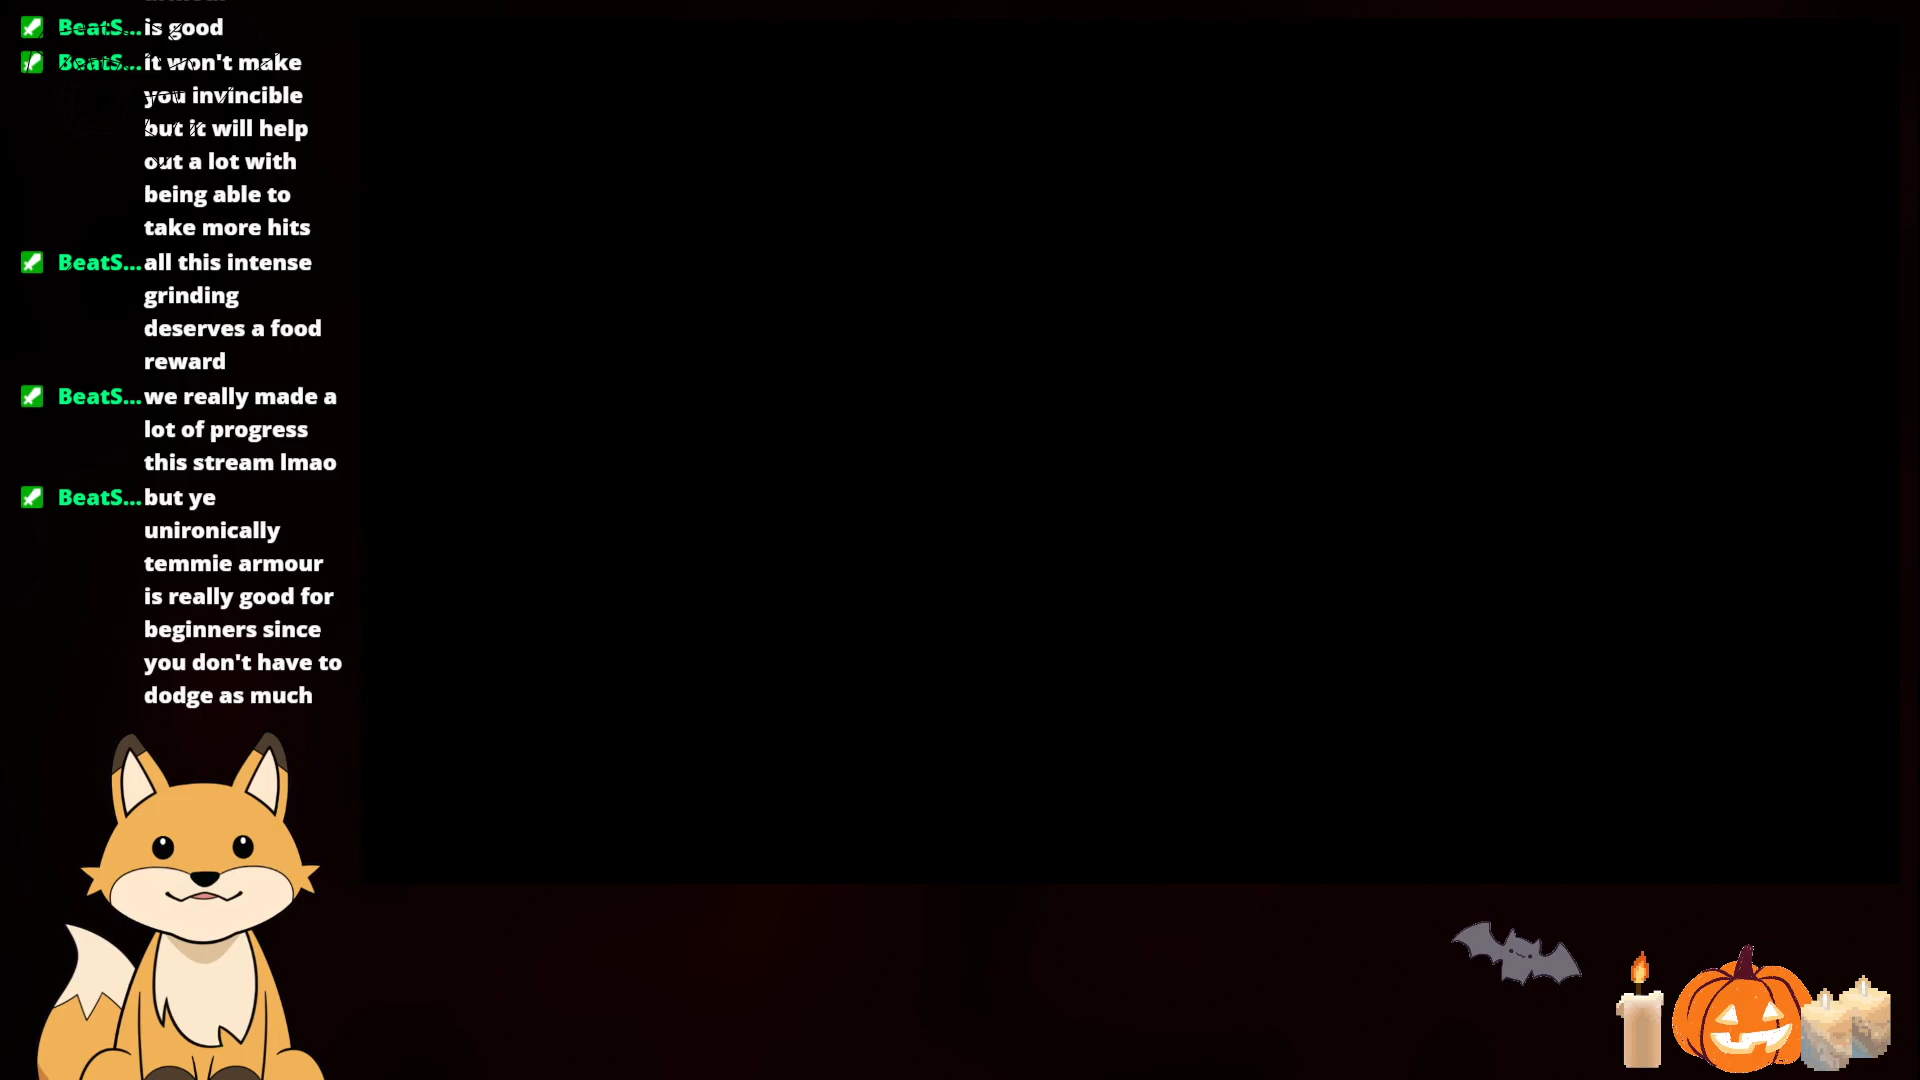 BeatS... is good
BeatS... it won't make
you invincible
but it will help
out a lot with
being able to
take more hits
BeatS... all this intense
grinding
deserves a food
reward
BeatS... we really made a
lot of progress
this stream lmao
BeatS... but ye
unironically
temmie armour
is really good for
beginners since
you don't have to
dodge as much